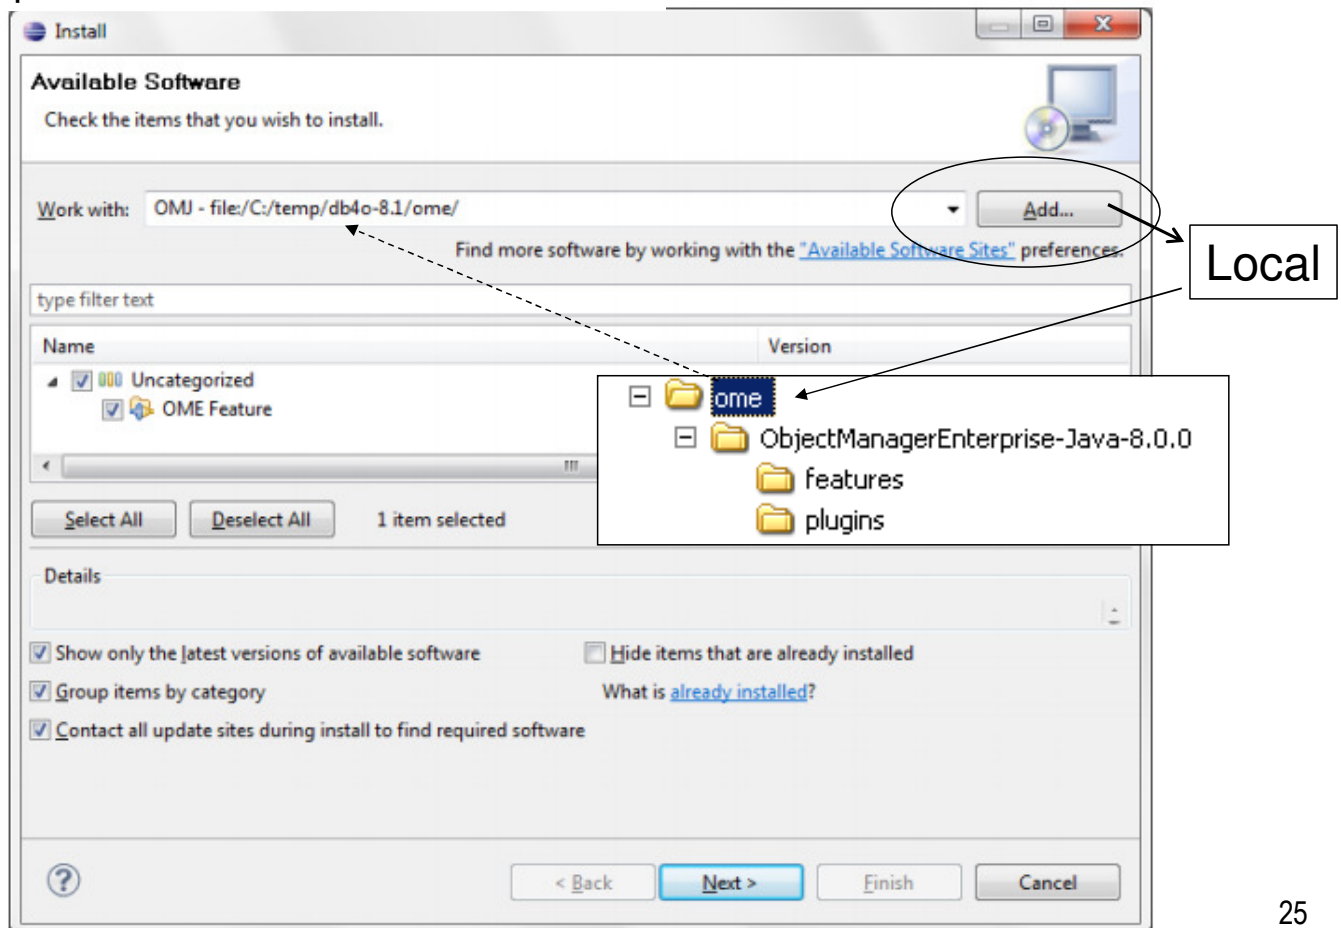 Install
Available Software
Check the items that you wish to install.
Work with: OMJ - file:/C:/temp/db4o-8.1/ome/ Add...
Find more software by working with the "Available Software Sites" preferences.
Local
type filter text
Name Version
Uncategorized
OME Feature
ome
ObjectManagerEnterprise-Java-8.0.0
features
plugins
Select All Deselect All 1 item selected
Details
Show only the latest versions of available software Hide items that are already installed
Group items by category What is already installed?
Contact all update sites during install to find required software
< Back Next > Finish Cancel
25